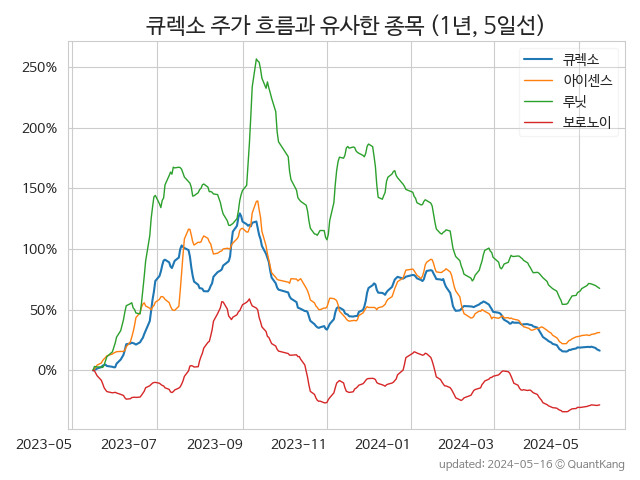 큐렉소 주가 흐름과 유사한 종목 (1년, 5일선)
큐렉소
아이센스
루닛
보로노이
250%
200%
150%
100%
50%
0%
2023-05 2023-07 2023-09 2023-11 2024-01 2024-03 2024-05
updated: 2024-05-16 © QuantKang